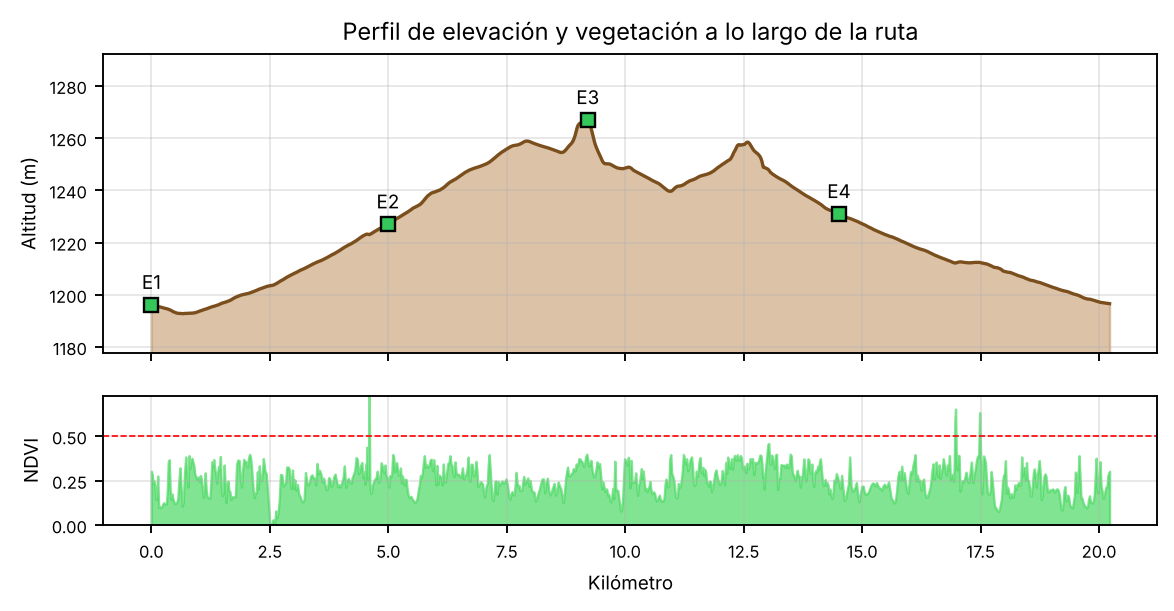 Perfil de elevación y vegetación a lo largo de la ruta
Altitud (m)
1280
1260
1240
1220
1200
1180
E1
E2
E3
E4
NDVI
0.50
0.25
0.00
0.0 2.5 5.0 7.5 10.0 12.5 15.0 17.5 20.0
Kilómetro